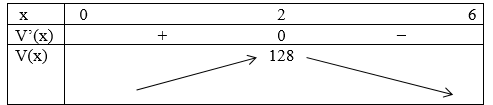 x 0 2 6
V’(x) + 0 −
V(x) 128